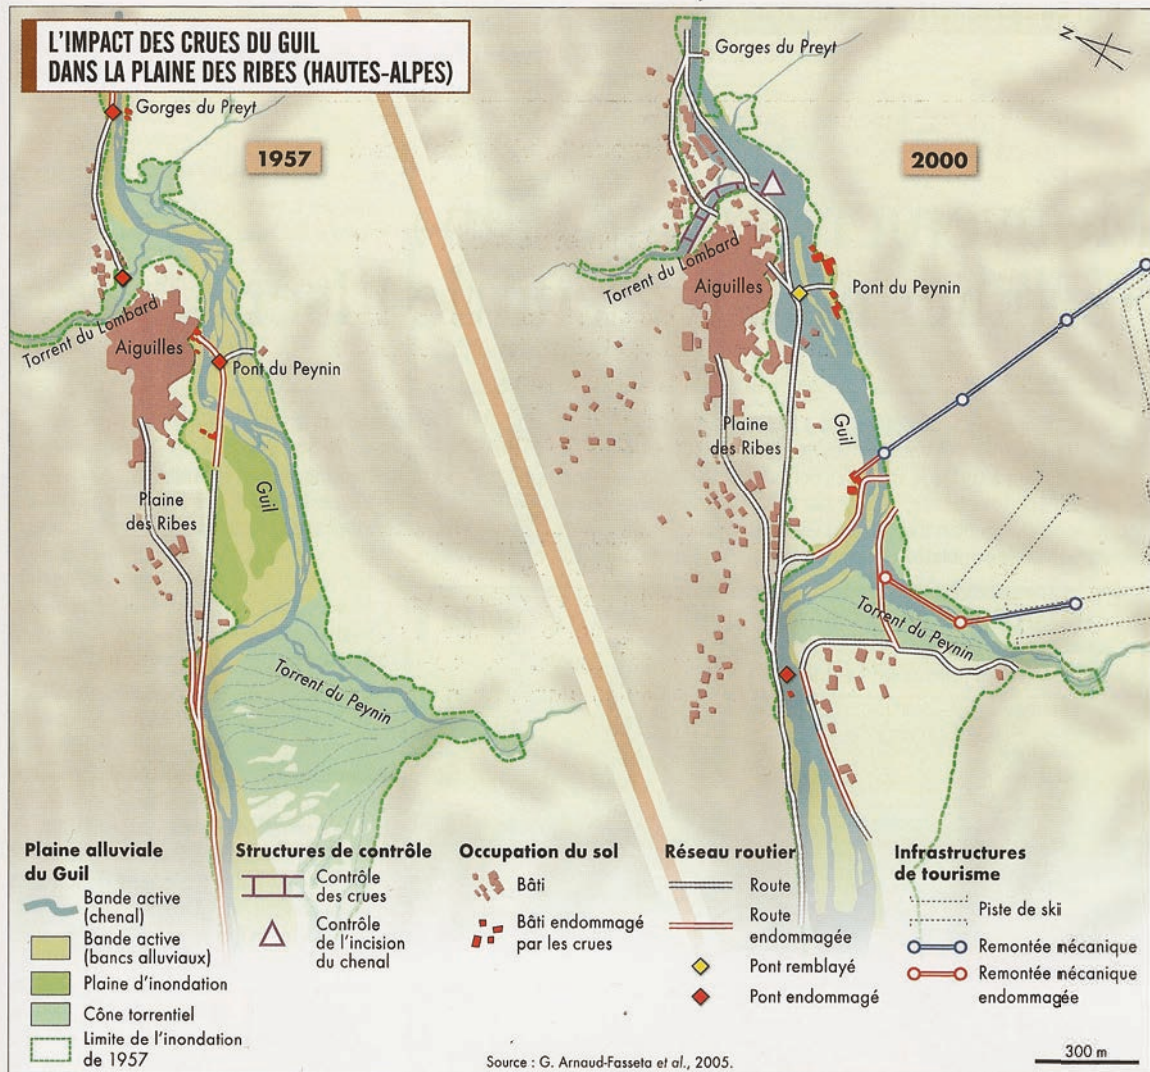 L'IMPACT DES CRUES DU GUIL
DANS LA PLAINE DES RIBES (HAUTES-ALPES)
Gorges du Preyt
1957
Torrent du Lombard
Aiguilles
Pont du Peynin
Plaine
des Ribes
Guil
Torrent du Peynin
N
Gorges du Preyt
2000
Torrent du Lombard
Aiguilles
Pont du Peynin
Plaine
des Ribes
Guil
Torrent du Peynin
Plaine alluviale
du Guil
Bande active
(chenal)
Bande active
(bancs alluviaux)
Plaine d'inondation
Cône torrentiel
Limite de l'inondation
de 1957
Structures de contrôle
Contrôle
des crues
Contrôle
de l'incision
du chenal
Occupation du sol
Bâti
Bâti endommagé
par les crues
Réseau routier
Route
Route
endommagée
Pont remblayé
Pont endommagé
Infrastructures
de tourisme
Piste de skii
Remontée mécanique
Remontée mécanique
endommagée
Source : G. Arnaud-Fasseta et al., 2005.
300 m